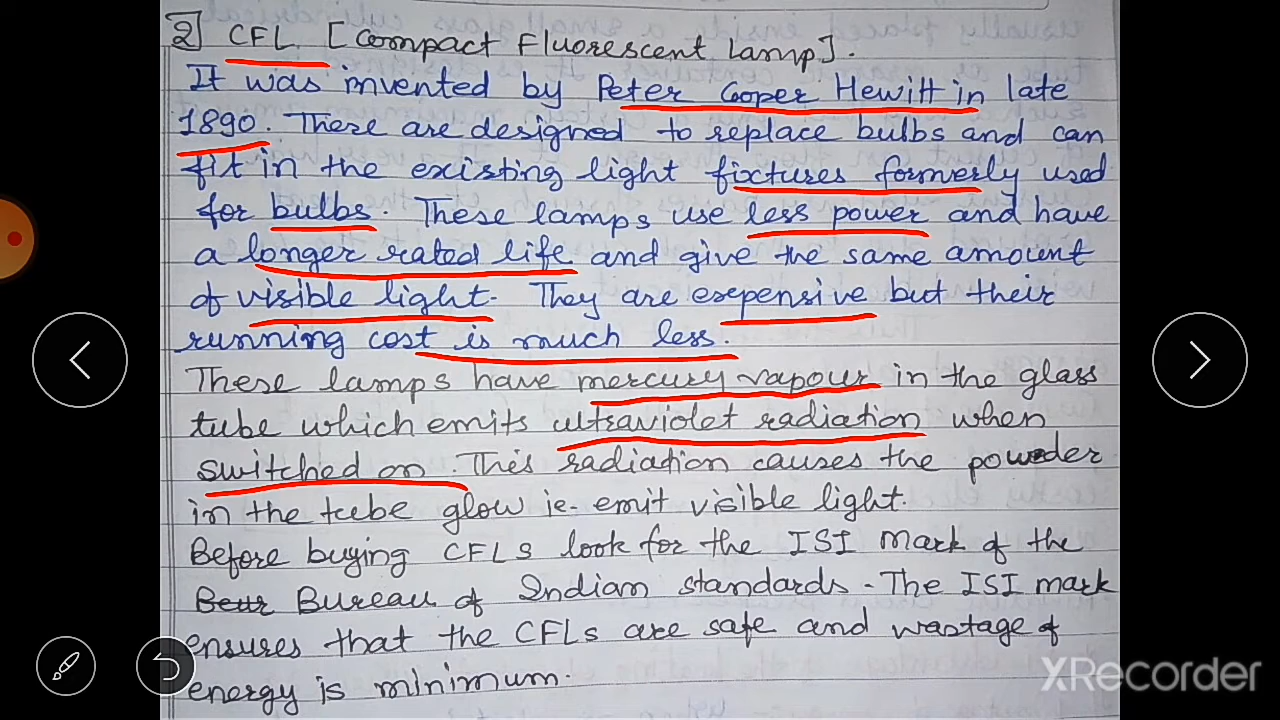 2 CFL [Compact Fluorescent Lamp].
It was invented by Peter Cooper Hewitt in late
1890. There are designed to replace bulbs and can
fit in the existing light fixtures formerly used
for bulbs. These lamps use less power and have
a longer rated life and give the same amount
of visible light. They are expensive but their
running cost is much less.
These lamps have mercury vapour in the glass
tube which emits ultraviolet radiation when
switched on. This radiation causes the powder
in the tube glow ie. emit visible light.
Before buying CFLs look for the ISI mark of the
Bureau of Indian standards. The ISI mark
ensures that the CFLs are safe and wastage of
energy is minimum.
XRecorder